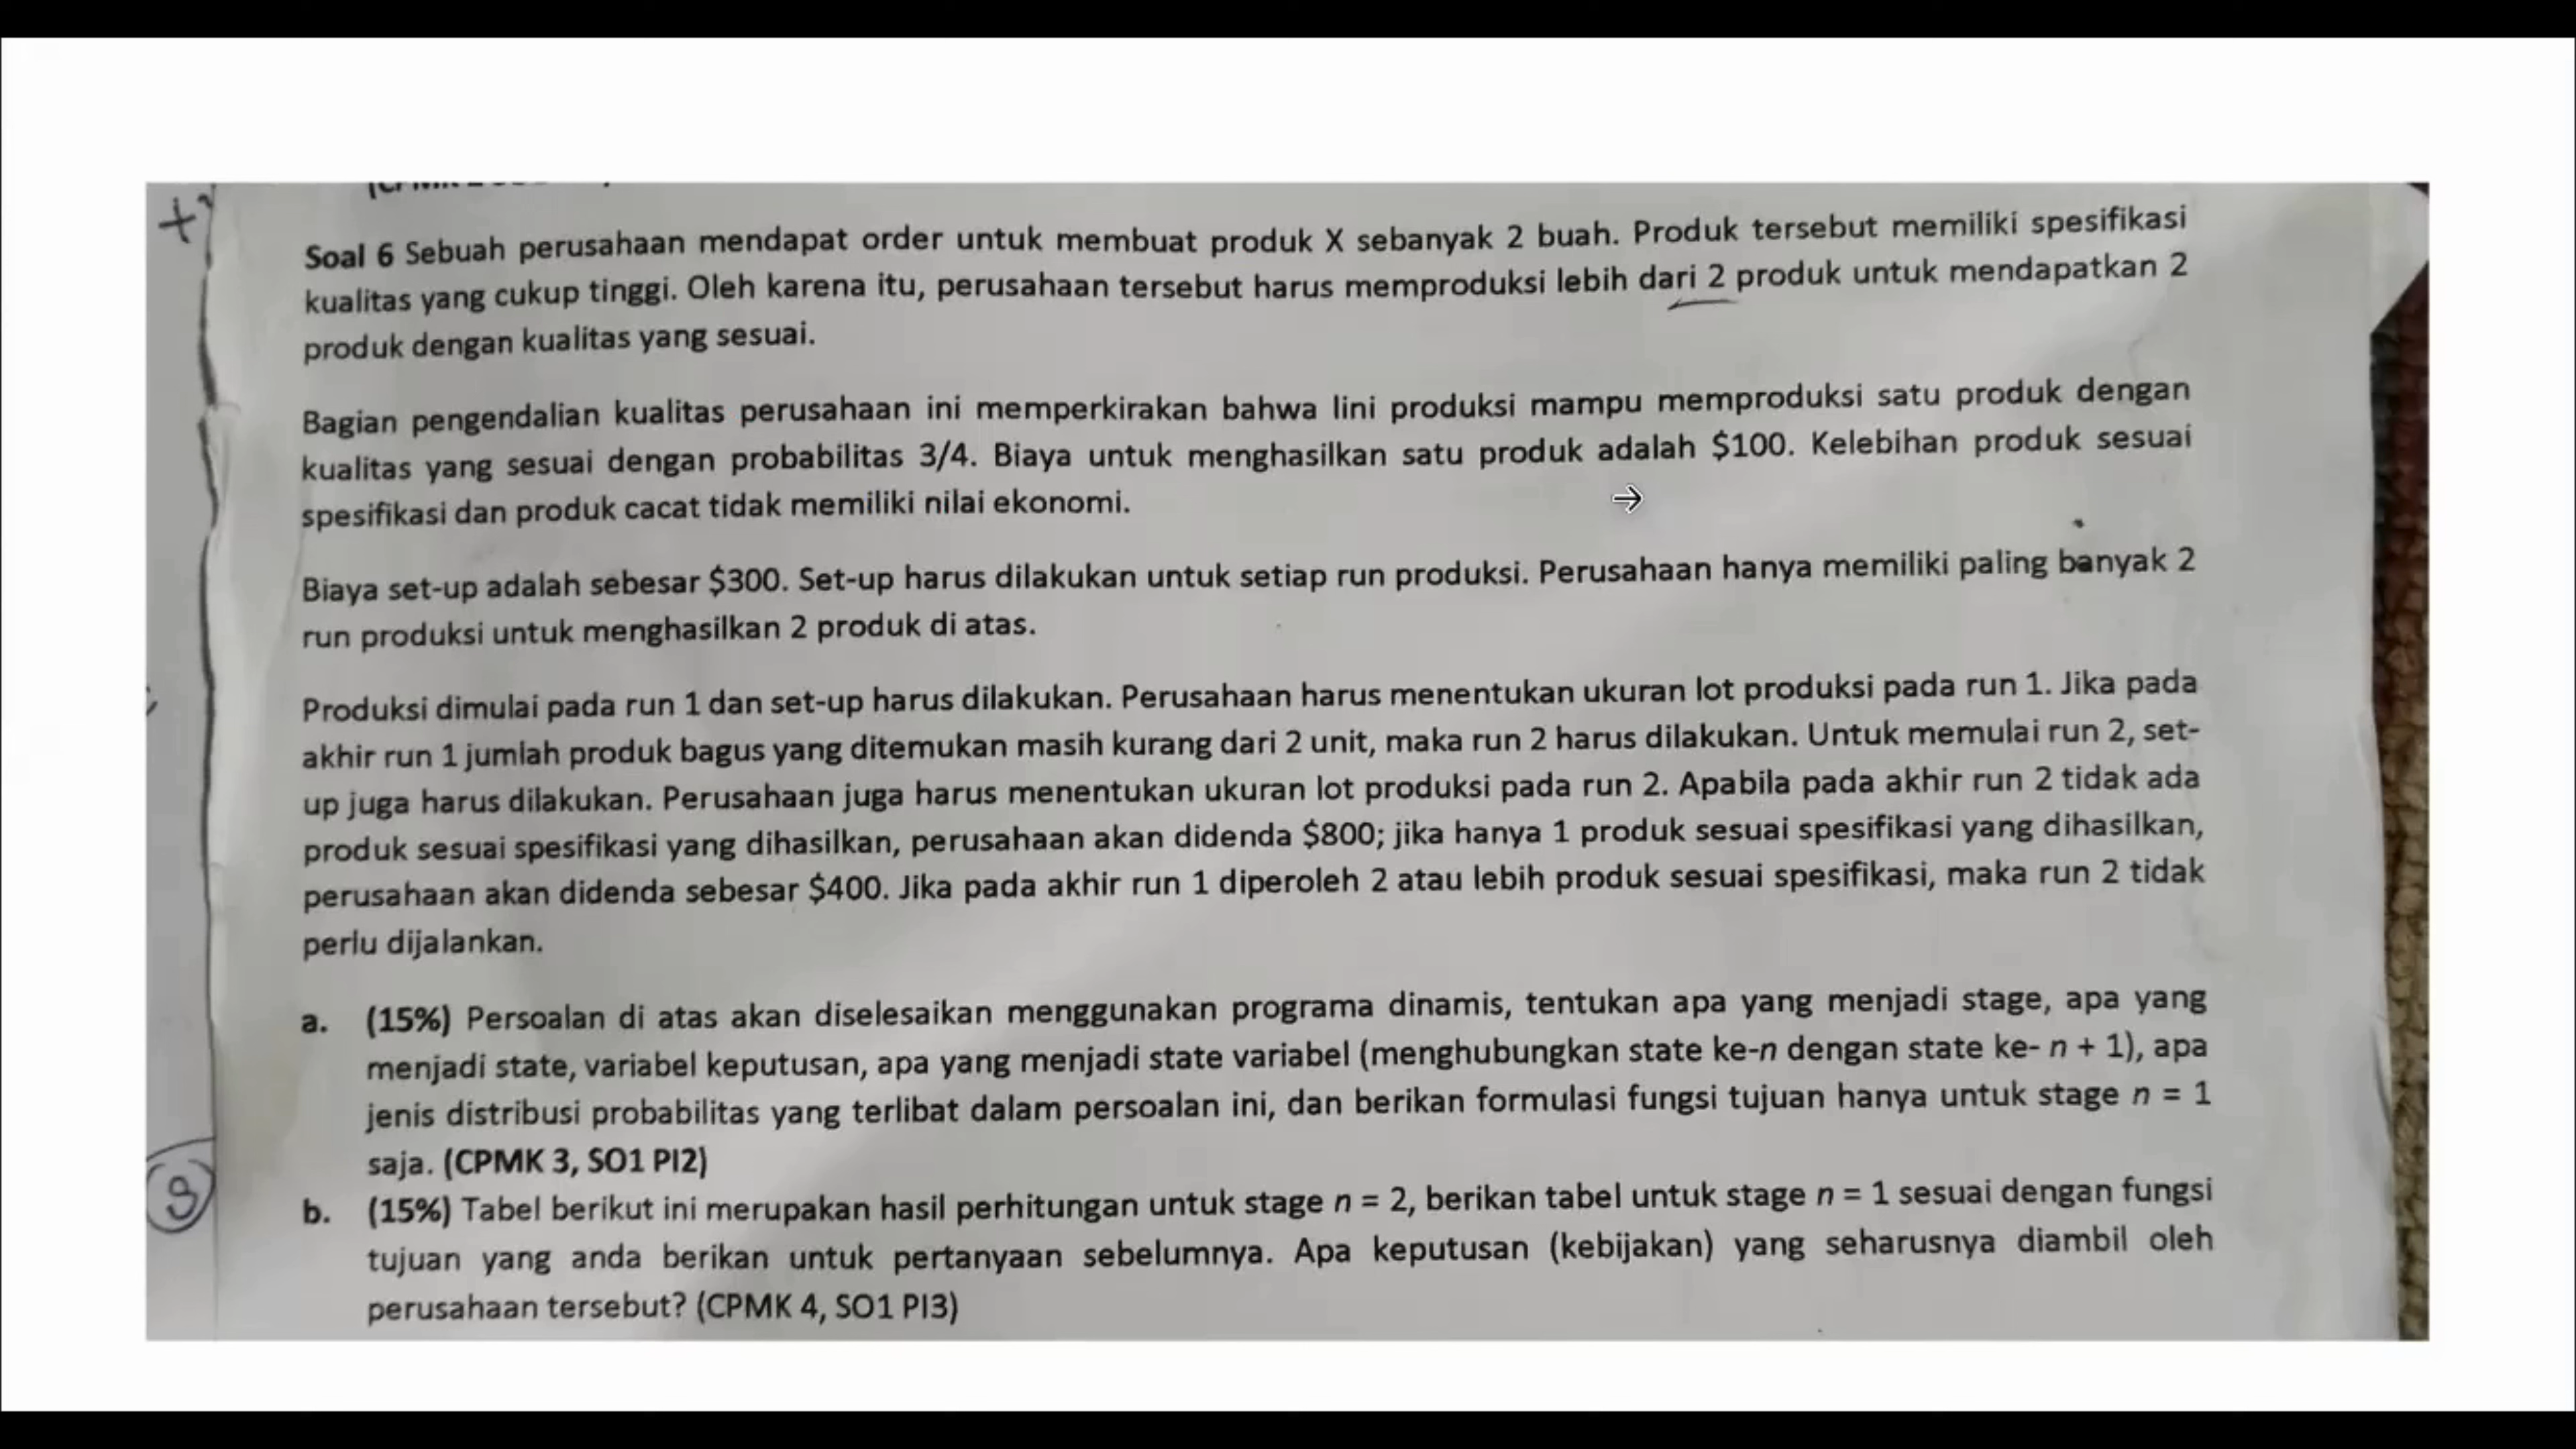 Soal 6 Sebuah perusahaan mendapat order untuk membuat produk X sebanyak 2 buah. Produk tersebut memiliki spesifikasi
kualitas yang cukup tinggi. Oleh karena itu, perusahaan tersebut harus memproduksi lebih dari 2 produk untuk mendapatkan 2
produk dengan kualitas yang sesuai.
Bagian pengendalian kualitas perusahaan ini memperkirakan bahwa lini produksi mampu memproduksi satu produk dengan
kualitas yang sesuai dengan probabilitas 3/4. Biaya untuk menghasilkan satu produk adalah $100. Kelebihan produk sesuai
spesifikasi dan produk cacat tidak memiliki nilai ekonomi.
Biaya set-up adalah sebesar $300. Set-up harus dilakukan untuk setiap run produksi. Perusahaan hanya memiliki paling banyak 2
run produksi untuk menghasilkan 2 produk di atas.
Produksi dimulai pada run 1 dan set-up harus dilakukan. Perusahaan harus menentukan ukuran lot produksi pada run 1. Jika pada
akhir run 1 jumlah produk bagus yang ditemukan masih kurang dari 2 unit, maka run 2 harus dilakukan. Untuk memulai run 2, set-
up juga harus dilakukan. Perusahaan juga harus menentukan ukuran lot produksi pada run 2. Apabila pada akhir run 2 tidak ada
produk sesuai spesifikasi yang dihasilkan, perusahaan akan didenda $800; jika hanya 1 produk sesuai spesifikasi yang dihasilkan,
perusahaan akan didenda sebesar $400. Jika pada akhir run 1 diperoleh 2 atau lebih produk sesuai spesifikasi, maka run 2 tidak
perlu dijalankan.
a. (15%) Persoalan di atas akan diselesaikan menggunakan programa dinamis, tentukan apa yang menjadi stage, apa yang
menjadi state, variabel keputusan, apa yang menjadi state variabel (menghubungkan state ke-n dengan state ke- n + 1), apa
jenis distribusi probabilitas yang terlibat dalam persoalan ini, dan berikan formulasi fungsi tujuan hanya untuk stage n = 1
saja. (CPMK 3, SO1 PI2)
b. (15%) Tabel berikut ini merupakan hasil perhitungan untuk stage n = 2, berikan tabel untuk stage n = 1 sesuai dengan fungsi
tujuan yang anda berikan untuk pertanyaan sebelumnya. Apa keputusan (kebijakan) yang seharusnya diambil oleh
perusahaan tersebut? (CPMK 4, SO1 PI3)